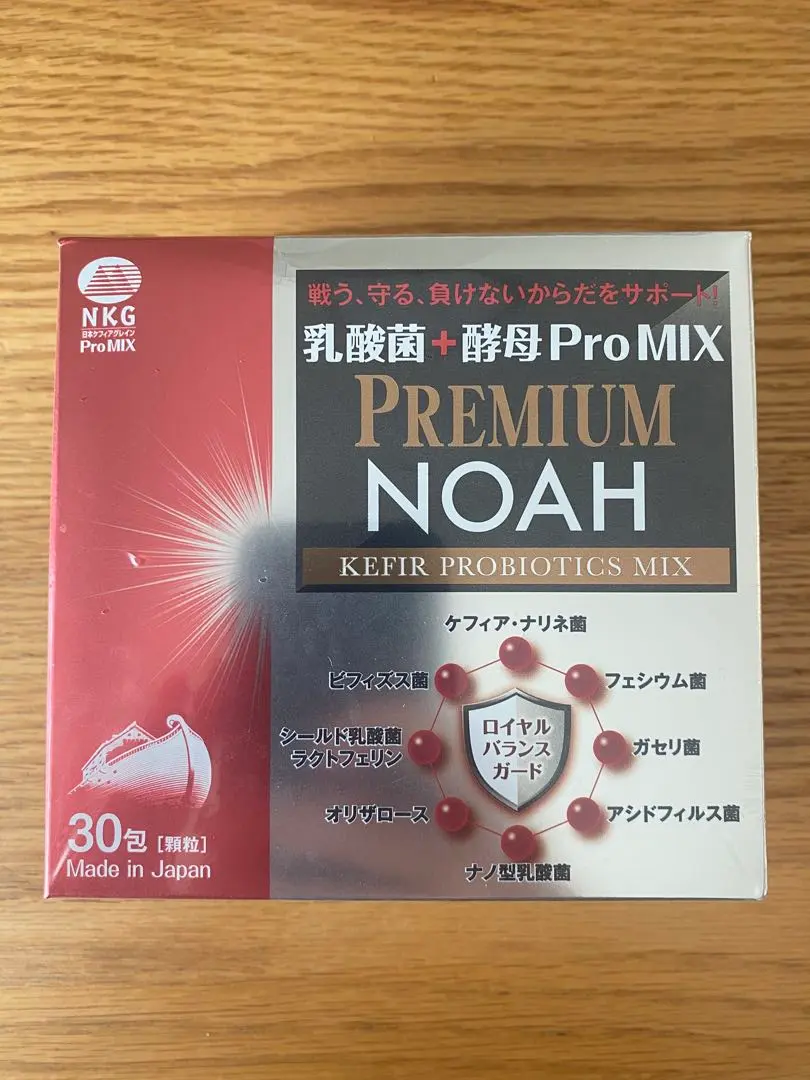 NKG
日本ケフィアグレイン
ProMIX
戦う、守る、負けないからだをサポート!
乳酸菌+酵母ProMIX
PREMIUM
NOAH
KEFIR PROBIOTICS MIX
ケフィア・ナリネ菌
ビフィズス菌
フェシウム菌
シールド乳酸菌
ラクトフェリン
ロイヤル
バランス
ガード
ガセリ菌
オリザロース
アシドフィルス菌
ナノ型乳酸菌
30包[顆粒]
Made in Japan